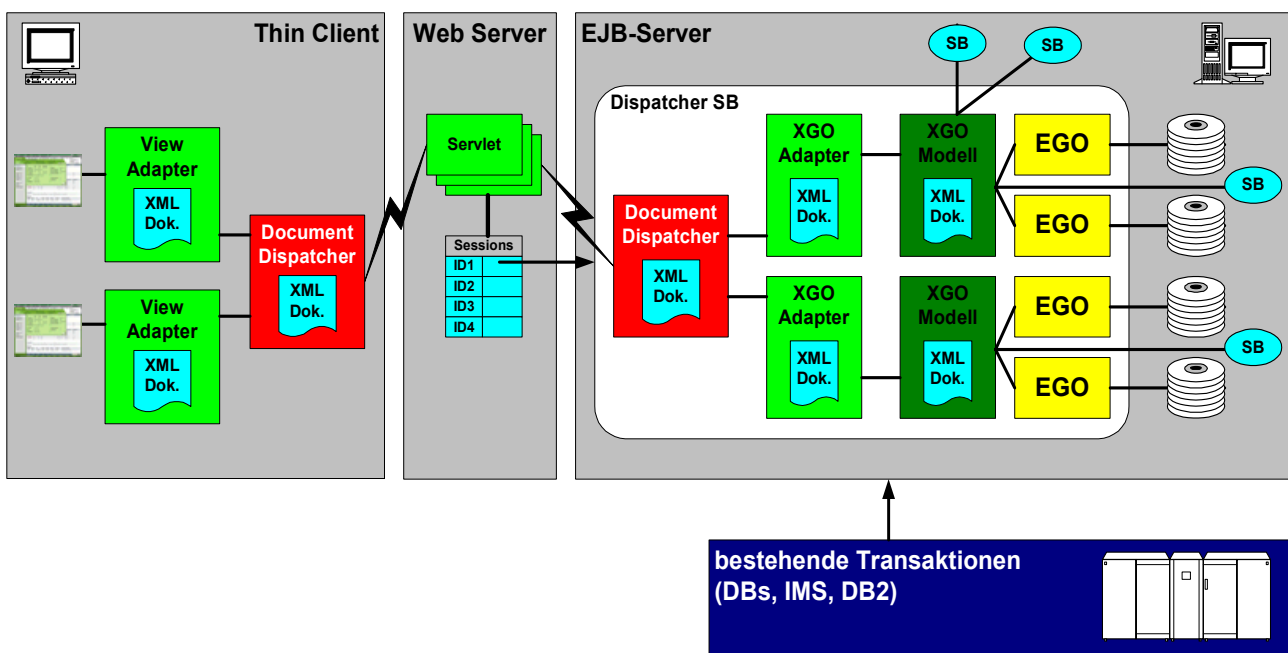 Thin Client
View
Adapter
XML
Dok.
View
Adapter
XML
Dok.
Document
Dispatcher
XML
Dok.
Web Server
Servlet
Sessions
ID1
ID2
ID3
ID4
EJB-Server
SB
SB
Dispatcher SB
Document
Dispatcher
XML
Dok.
XGO
Adapter
XML
Dok.
XGO
Modell
XML
Dok.
EGO
EGO
SB
XGO
Adapter
XML
Dok.
XGO
Modell
XML
Dok.
EGO
EGO
SB
bestehende Transaktionen
(DBs, IMS, DB2)